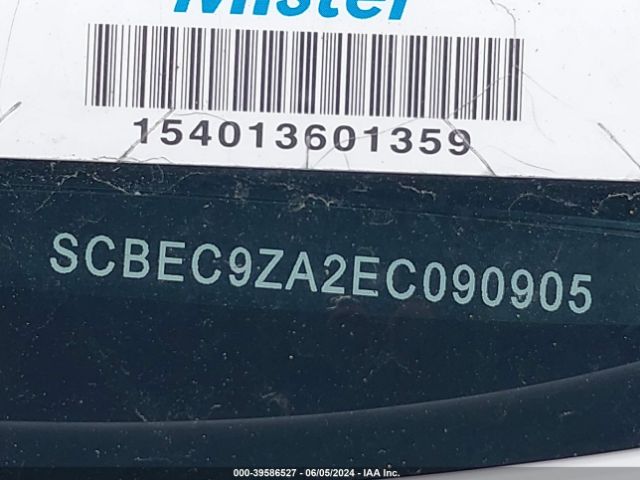 Mister
154013601359
SCBEC9ZA2EC090905
000-39586527 - 06/05/2024 - IAA Inc.